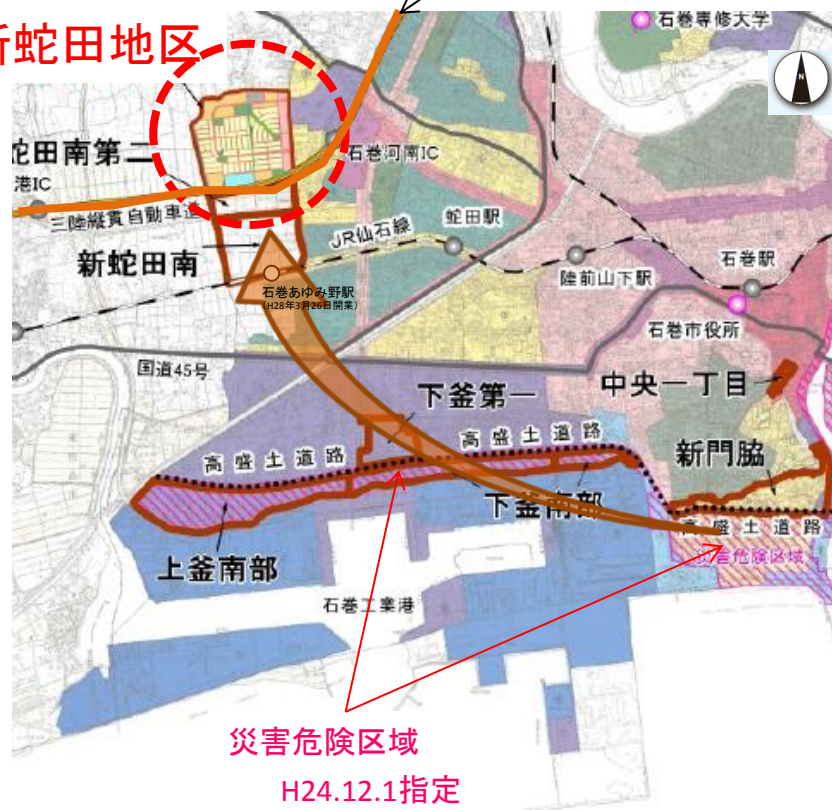 新蛇田地区
石巻専修大学
N
蛇田南第二
石巻河南IC
港IC
三陸縦貫自動車道
JR仙石線
蛇田駅
新蛇田南
石巻あゆみ野駅
(H28年3月26日開業)
陸前山下駅
石巻駅
石巻市役所
国道45号
下釜第一
中央一丁目
高盛土道路
高盛土道路
新門脇
下釜南部
高盛土道路
災害危険区域
上釜南部
石巻工業港
災害危険区域
H24.12.1指定